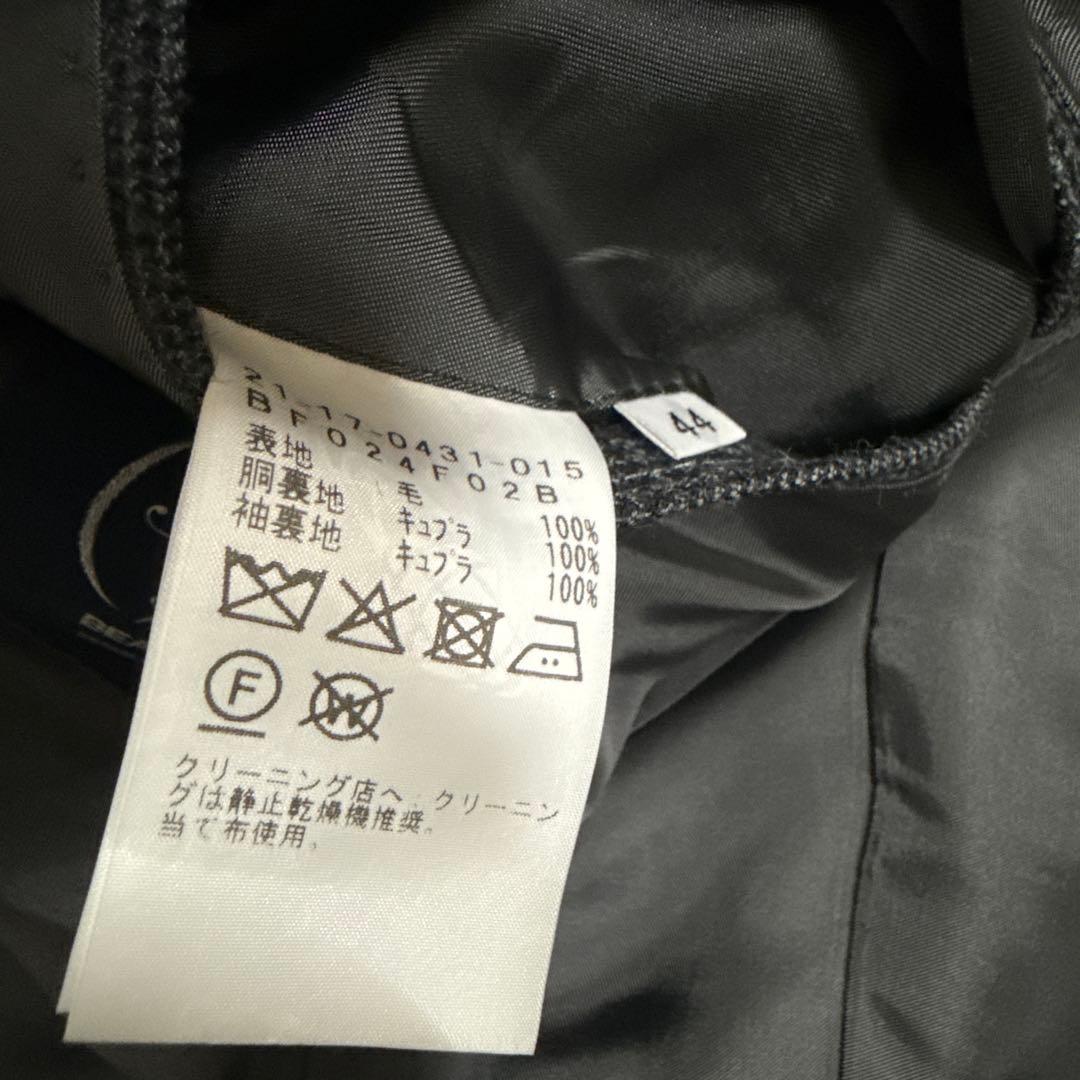 21-17-0431-015
BF024F02B
表地 毛 100%
胴裏地 キュプラ 100%
袖裏地 キュプラ 100%
F
W
クリーニング店へ、クリーニン
グは静止乾燥機推奨。
当て布使用。
44